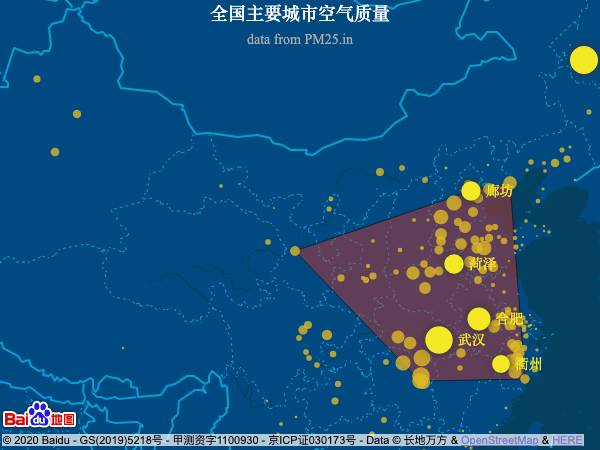 全国主要城市空气质量
data from PM25.in
廊坊
菏泽
合肥
武汉
衢州
Bai du 地图
© 2020 Baidu - GS(2019)5218号 - 甲测资字1100930 - 京ICP证030173号 - Data © 长地万方 & OpenStreetMap & HERE